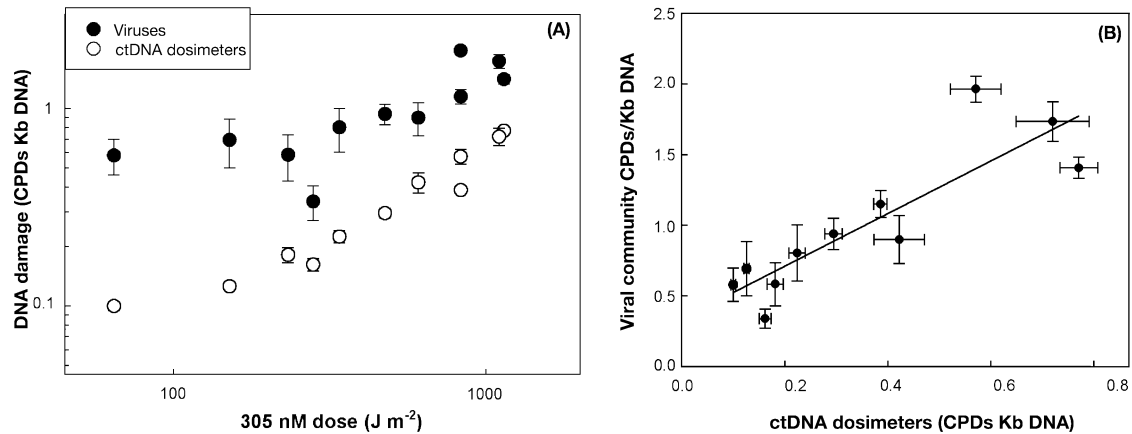 (A)
Viruses
ctDNA dosimeters
DNA damage (CPDs Kb DNA)
1
0.1
100
1000
305 nM dose (J m-2)
(B)
Viral community CPDs/Kb DNA
2.5
2.0
1.5
1.0
0.5
0.0
0.0
0.2
0.4
0.6
0.8
ctDNA dosimeters (CPDs Kb DNA)